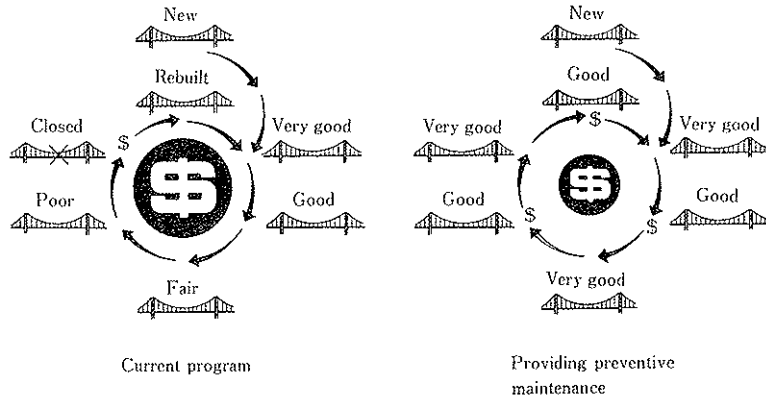 New
Rebuilt
Closed
$
Very good
$
Poor
Good
Fair
Current program
New
Good
$
Very good
Very good
$
Good
$
Good
$
Very good
Providing preventive
maintenance